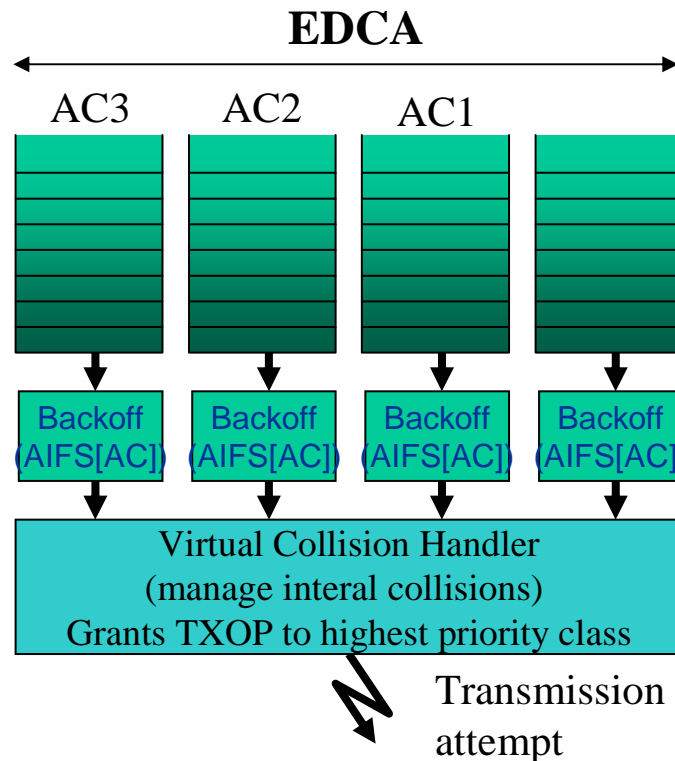 EDCA
AC3 AC2 AC1
Backoff Backoff Backoff Backoff
(AIFS[AC]) (AIFS[AC]) (AIFS[AC]) (AIFS[AC]
Virtual Collision Handler
(manage interal collisions)
Grants TXOP to highest priority class
Transmission
attempt